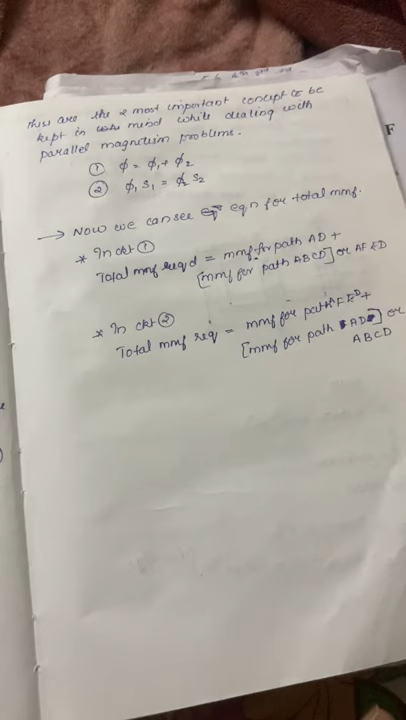 these are the 2 most important concept to be
kept in mind while dealing with
parallel magnetism problems.
① ϕ = ϕ₁ + ϕ₂
② ϕ₁ S₁ = ϕ₂ S₂
→ Now we can see eqn for total mmf.
* In ckt ①
Total mmf req d = mmf for path AD +
[mmf for path ABCD] or AFED
* In ckt ②
Total mmf req = mmf for path AFED +
[mmf for path AD] or
ABCD
F